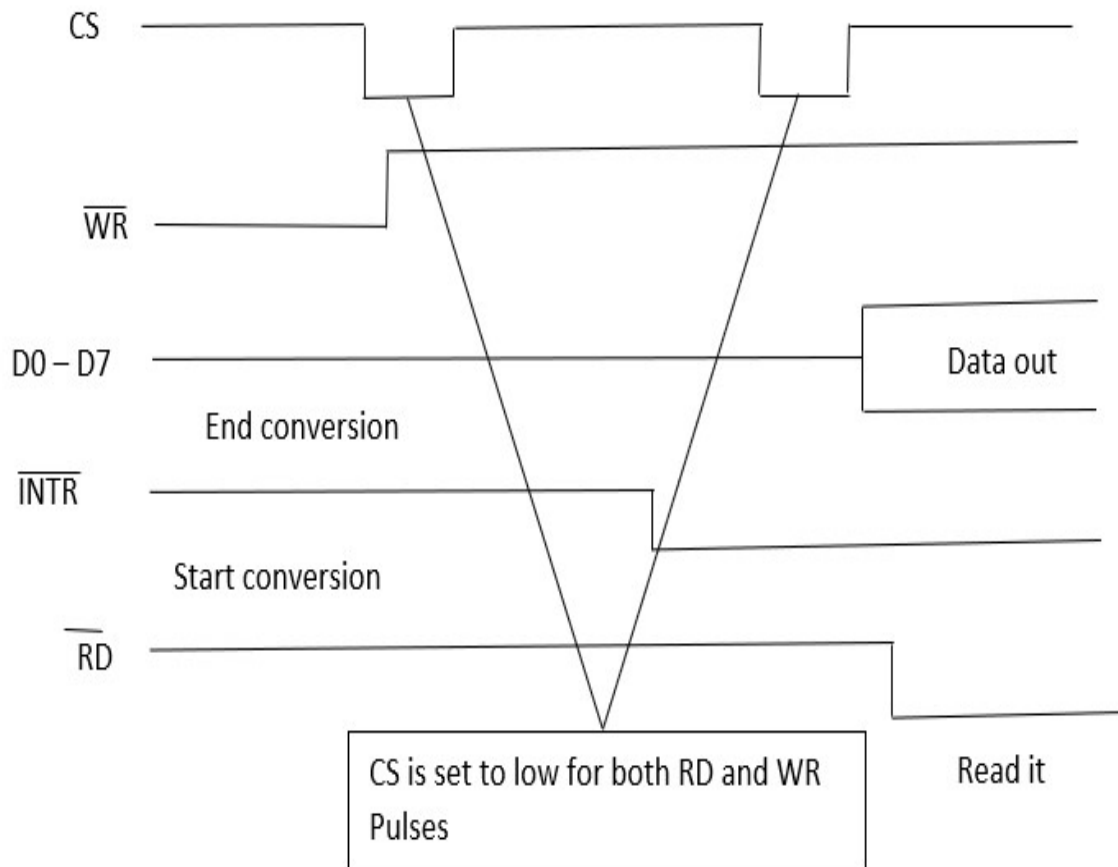 CS
WR
D0 – D7
Data out
End conversion
INTR
Start conversion
RD
CS is set to low for both RD and WR
Pulses
Read it